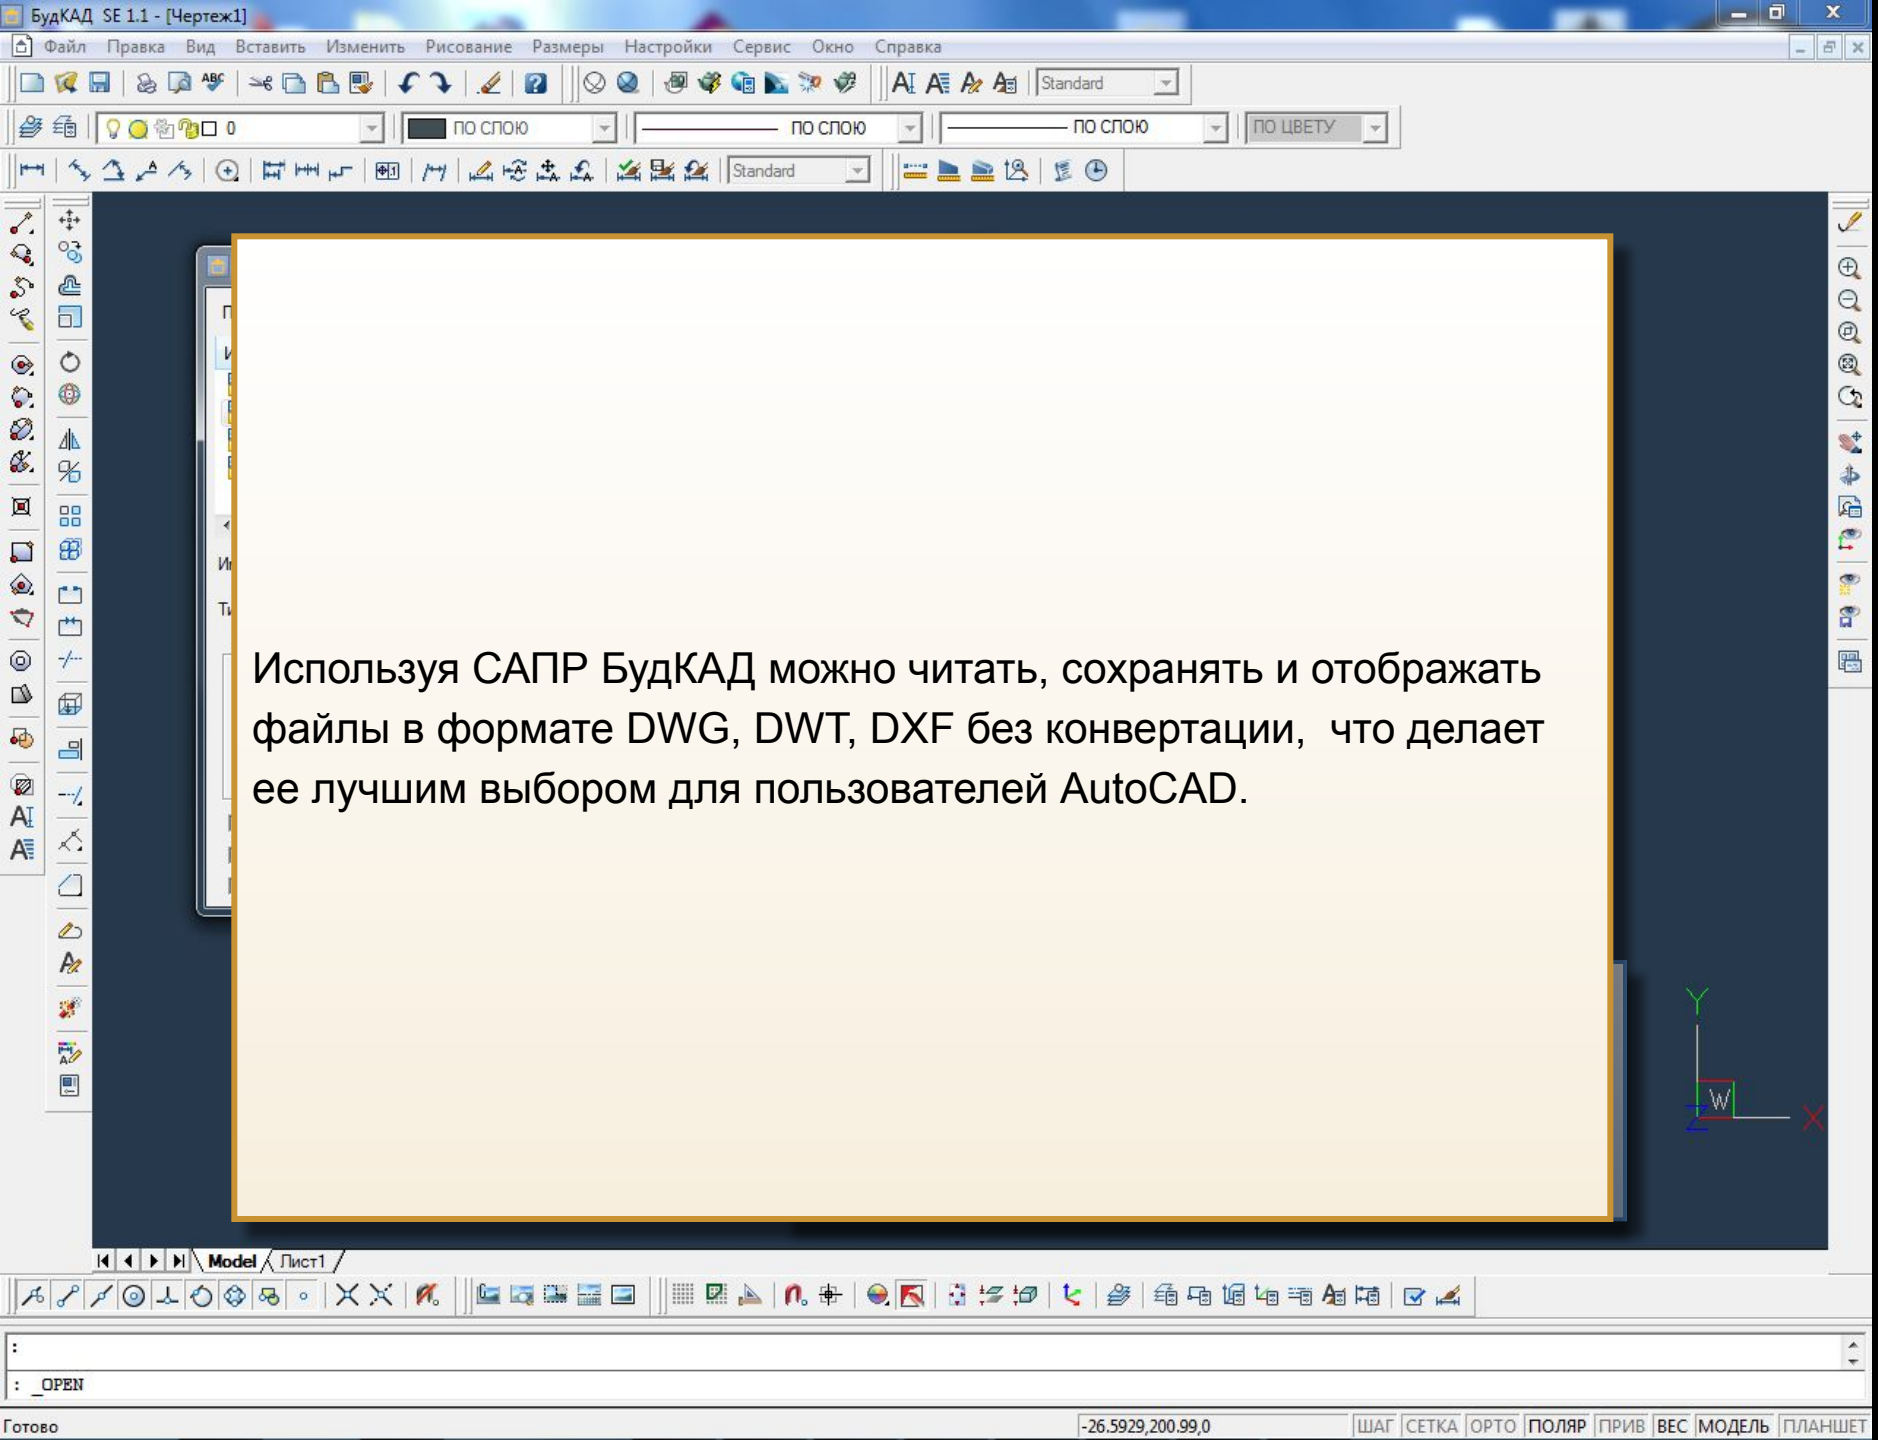 БудКАД SE 1.1 - [Чертеж1]
Файл Правка Вид Вставить Изменить Рисование Размеры Настройки Сервис Окно Справка
ABC Standard
0 ПО СЛОЮ ПО СЛОЮ ПО СЛОЮ ПО ЦВЕТУ
Standard
Используя САПР БудКАД можно читать, сохранять и отображать
файлы в формате DWG, DWT, DXF без конвертации, что делает
ее лучшим выбором для пользователей AutoCAD.
Y
W
Z X
Model Лист1
:
: _OPEN
Готово -26.5929,200.99,0 ШАГ СЕТКА ОРТО ПОЛЯР ПРИВ ВЕС МОДЕЛЬ ПЛАНШЕТ